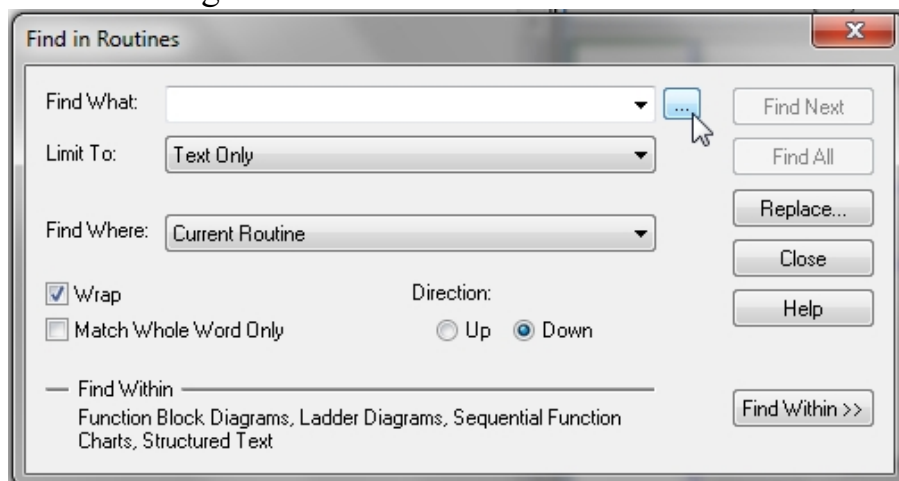 Find in Routines
Find What:
...
Find Next
Limit To:
Text Only
Find All
Replace...
Find Where:
Current Routine
Close
Wrap
Direction:
Help
Match Whole Word Only
Up
Down
Find Within
Function Block Diagrams, Ladder Diagrams, Sequential Function
Charts, Structured Text
Find Within >>